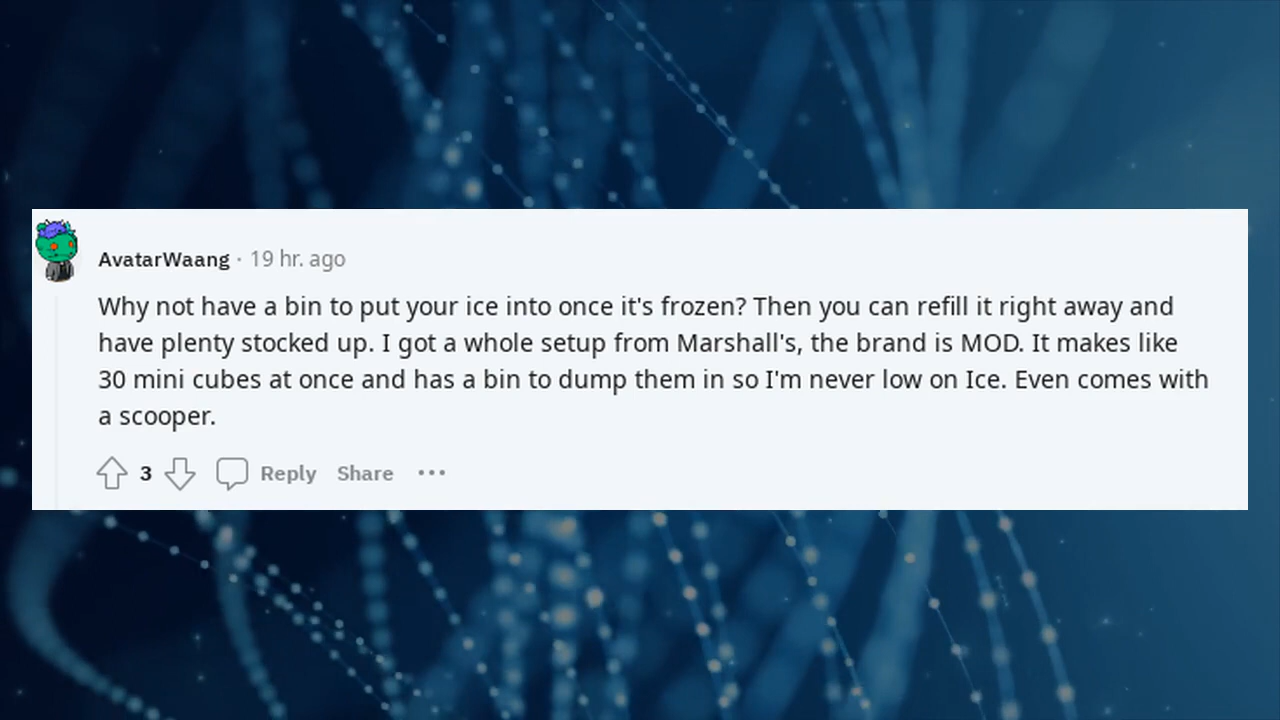 AvatarWaang · 19 hr. ago
Why not have a bin to put your ice into once it's frozen? Then you can refill it right away and
have plenty stocked up. I got a whole setup from Marshall's, the brand is MOD. It makes like
30 mini cubes at once and has a bin to dump them in so I'm never low on Ice. Even comes with
a scooper.
3 Reply Share ···